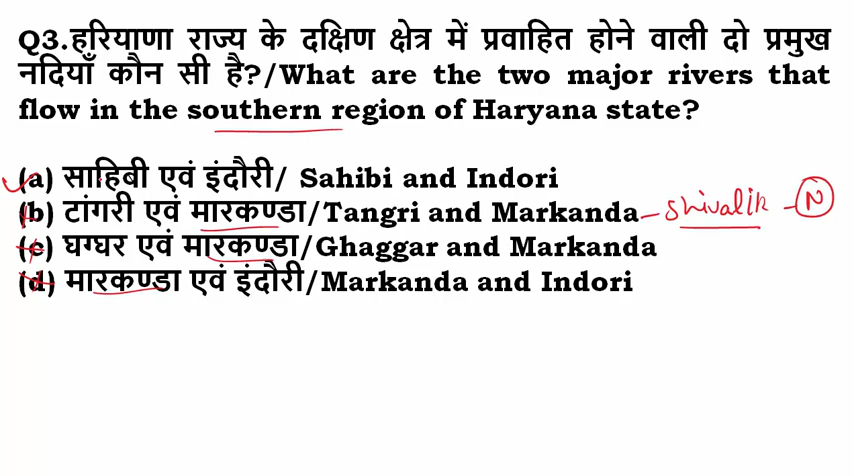 Q3.हरियाणा राज्य के दक्षिण क्षेत्र में प्रवाहित होने वाली दो प्रमुख
नदियाँ कौन सी है?/What are the two major rivers that
flow in the southern region of Haryana state?
(a) साहिबी एवं इंदौरी/ Sahibi and Indori
(b) टांगरी एवं मारकण्डा/Tangri and Markanda – Shivalik – N
(c) घग्घर एवं मारकण्डा/Ghaggar and Markanda
(d) मारकण्डा एवं इंदौरी/Markanda and Indori